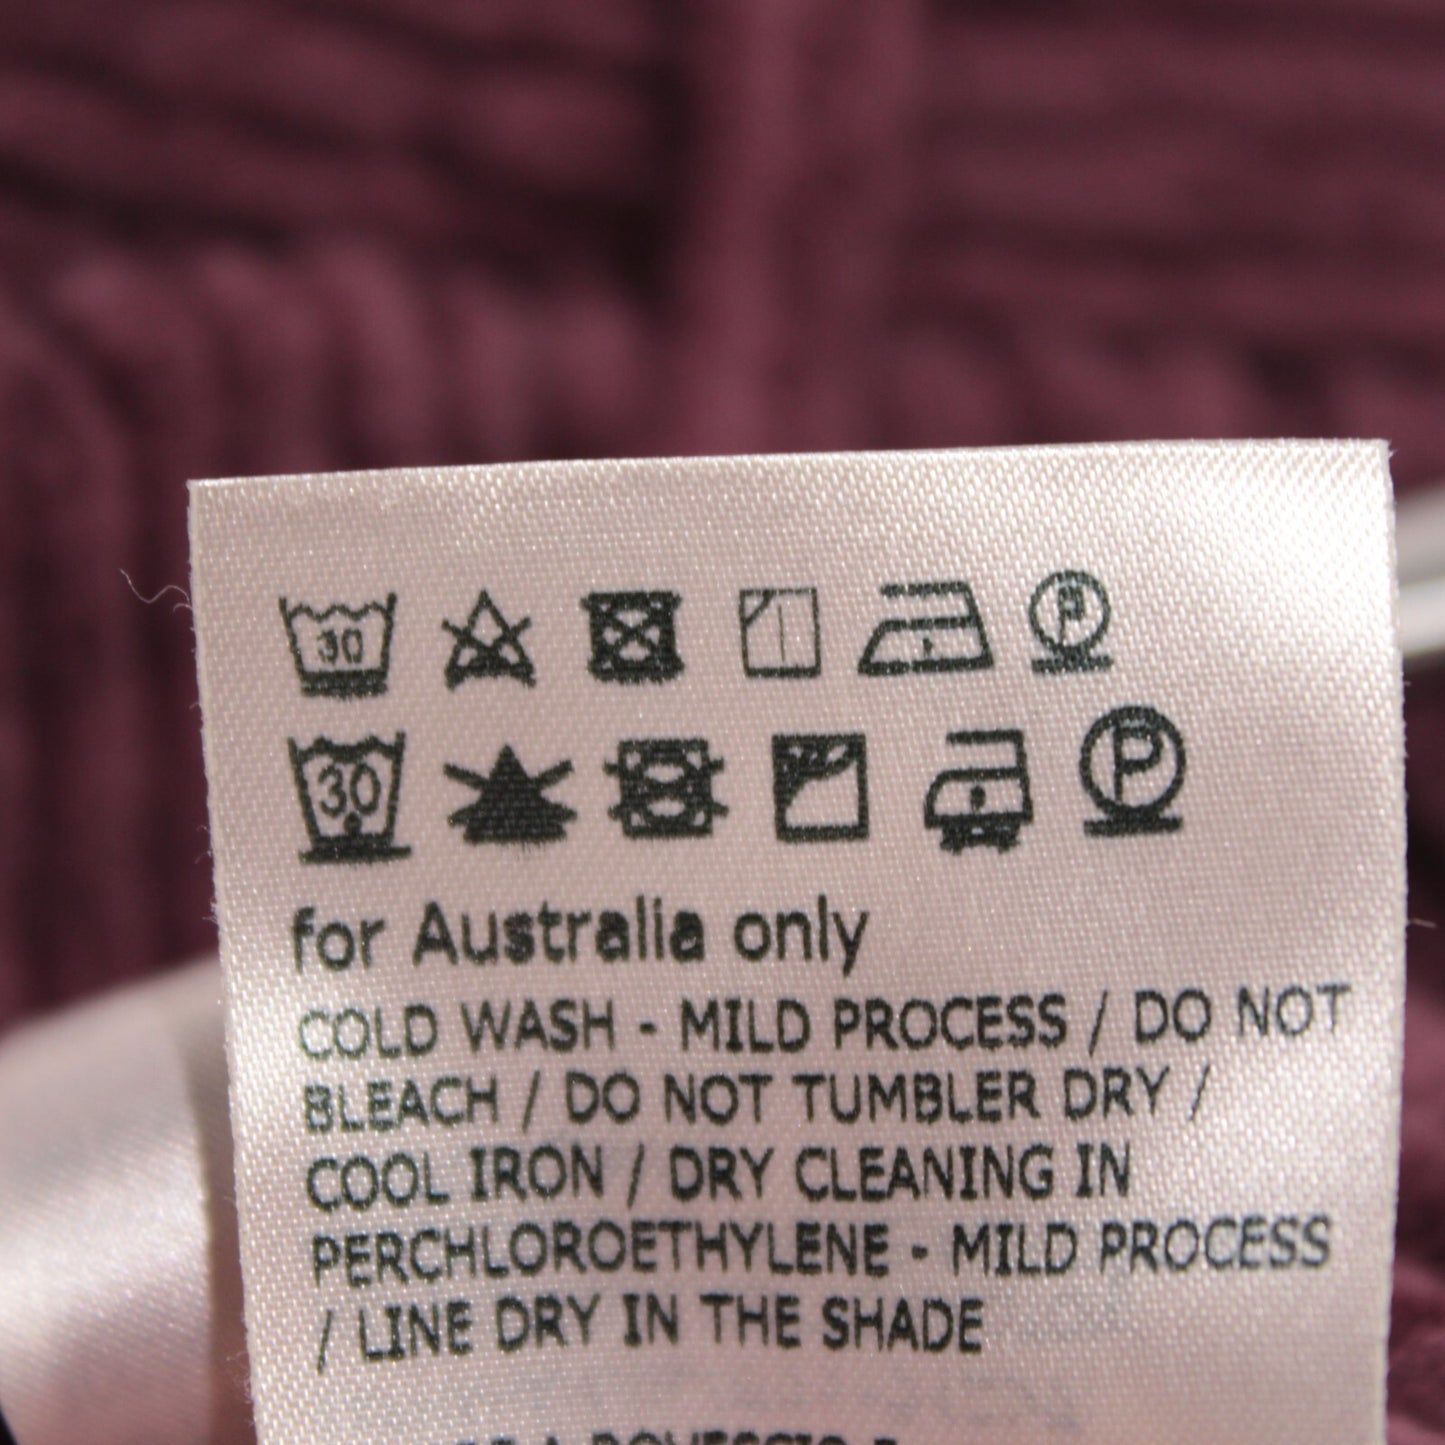 30 P
30 P
for Australia only
COLD WASH - MILD PROCESS / DO NOT
BLEACH / DO NOT TUMBLER DRY /
COOL IRON / DRY CLEANING IN
PERCHLOROETHYLENE - MILD PROCESS
/ LINE DRY IN THE SHADE